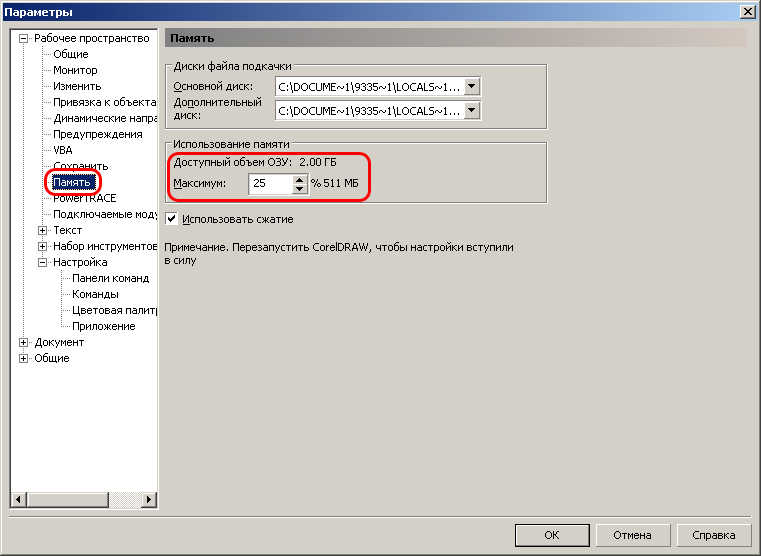 Параметры
Рабочее пространство
Общие
Монитор
Изменить
Привязка к объекта
Динамические напра
Предупреждения
VBA
Сохранить
Память
PowerTRACE
Подключаемые моду
Текст
Набор инструментов
Настройка
Панели команд
Команды
Цветовая палитр
Приложение
Документ
Общие
Память
Диски файла подкачки
Основной диск: C:\DOCUME~1\9335~1\LOCALS~1...
Дополнительный
диск: C:\DOCUME~1\9335~1\LOCALS~1...
Использование памяти
Доступный объем ОЗУ: 2.00 ГБ
Максимум: 25 % 511 МБ
Использовать сжатие
Примечание. Перезапустить CorelDRAW, чтобы настройки вступили
в силу
OK Отмена Справка